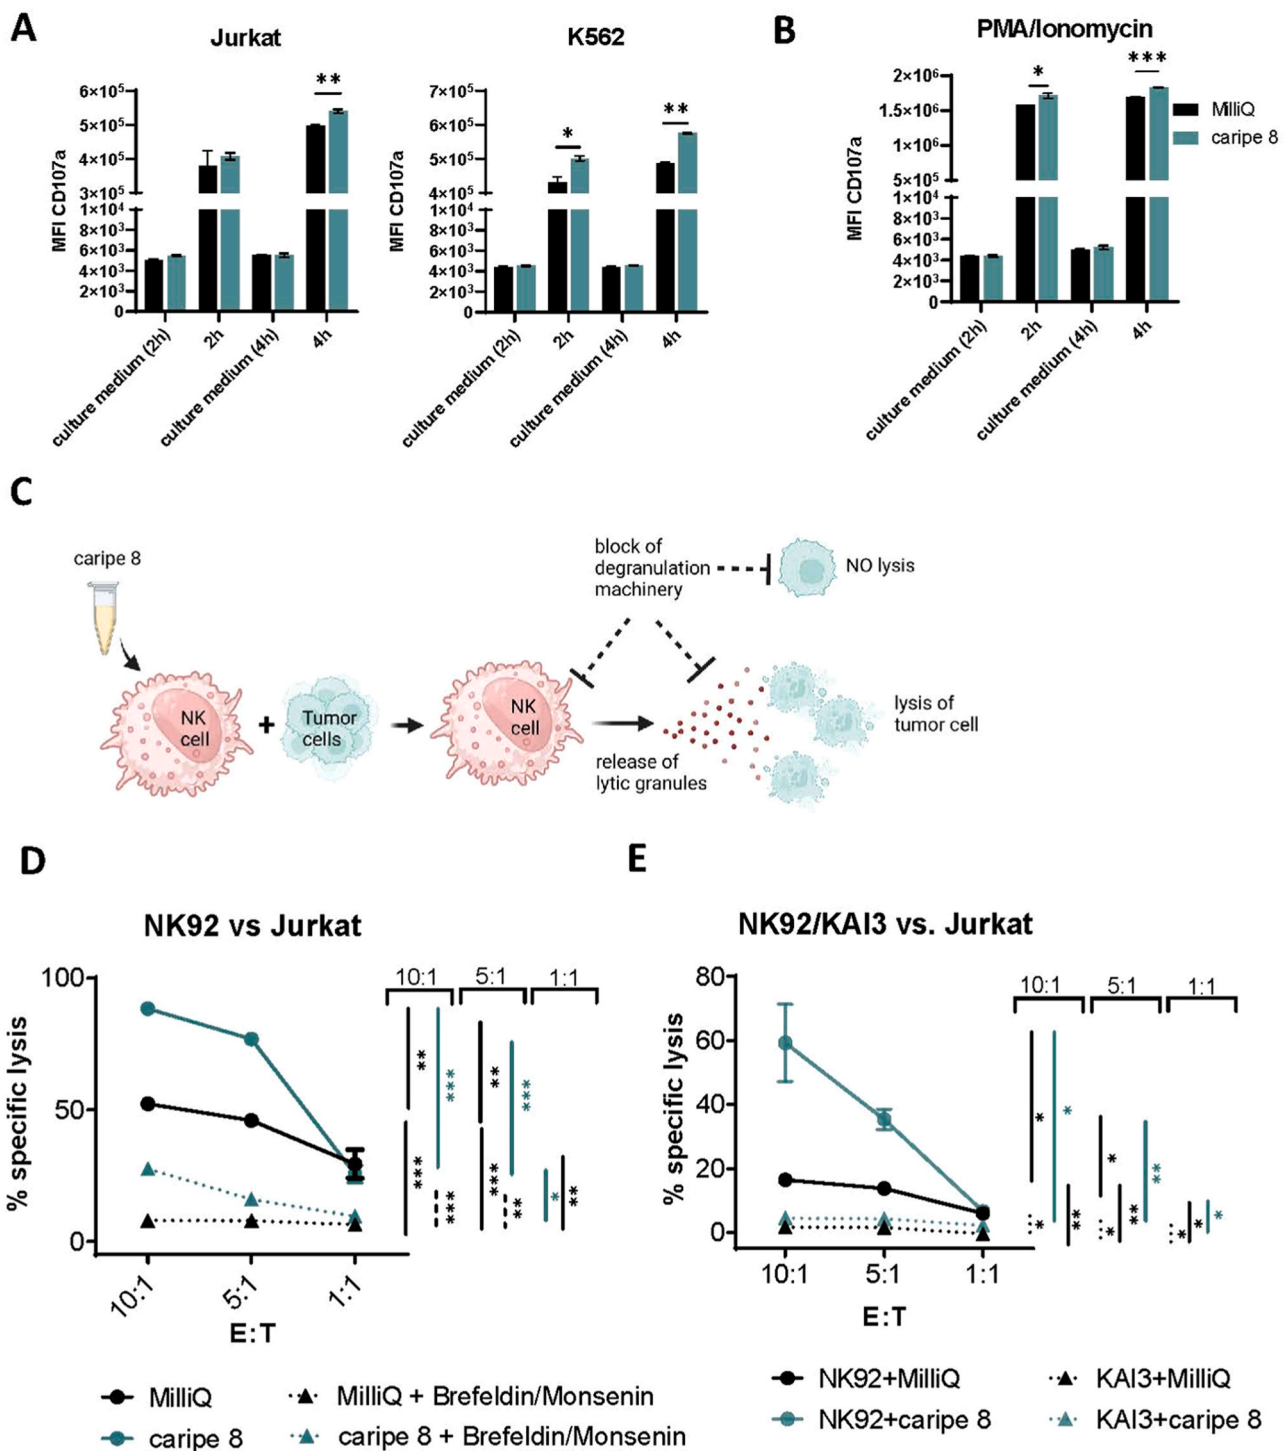 A
Jurkat
**
6×10⁵
5×10⁵
4×10⁵
3×10⁵
1×10⁴
8×10³
6×10³
4×10³
2×10³
0
MFI CD107a
culture medium (2h)
2h
culture medium (4h)
4h
K562
*
**
7×10⁵
6×10⁵
5×10⁵
4×10⁵
1×10⁴
8×10³
6×10³
4×10³
2×10³
0
MFI CD107a
culture medium (2h)
2h
culture medium (4h)
4h
B
PMA/Ionomycin
*
***
2×10⁶
1.5×10⁶
1×10⁶
5×10⁵
1×10⁴
8×10³
6×10³
4×10³
2×10³
0
MFI CD107a
culture medium (2h)
2h
culture medium (4h)
4h
MilliQ
caripe 8
C
caripe 8
NK
cell
+
Tumor
cells
NK
cell
block of
degranulation
machinery
NO lysis
release of
lytic granules
lysis of
tumor cell
D
NK92 vs Jurkat
100
50
0
% specific lysis
10:1
5:1
1:1
E:T
10:1
5:1
1:1
**
***
***
***
**
***
***
**
*
**
MilliQ
MilliQ + Brefeldin/Monsenin
caripe 8
caripe 8 + Brefeldin/Monsenin
E
NK92/KAI3 vs. Jurkat
80
60
40
20
0
% specific lysis
10:1
5:1
1:1
E:T
10:1
5:1
1:1
*
*
*
**
*
**
*
**
*
*
*
NK92+MilliQ
KAI3+MilliQ
NK92+caripe 8
KAI3+caripe 8